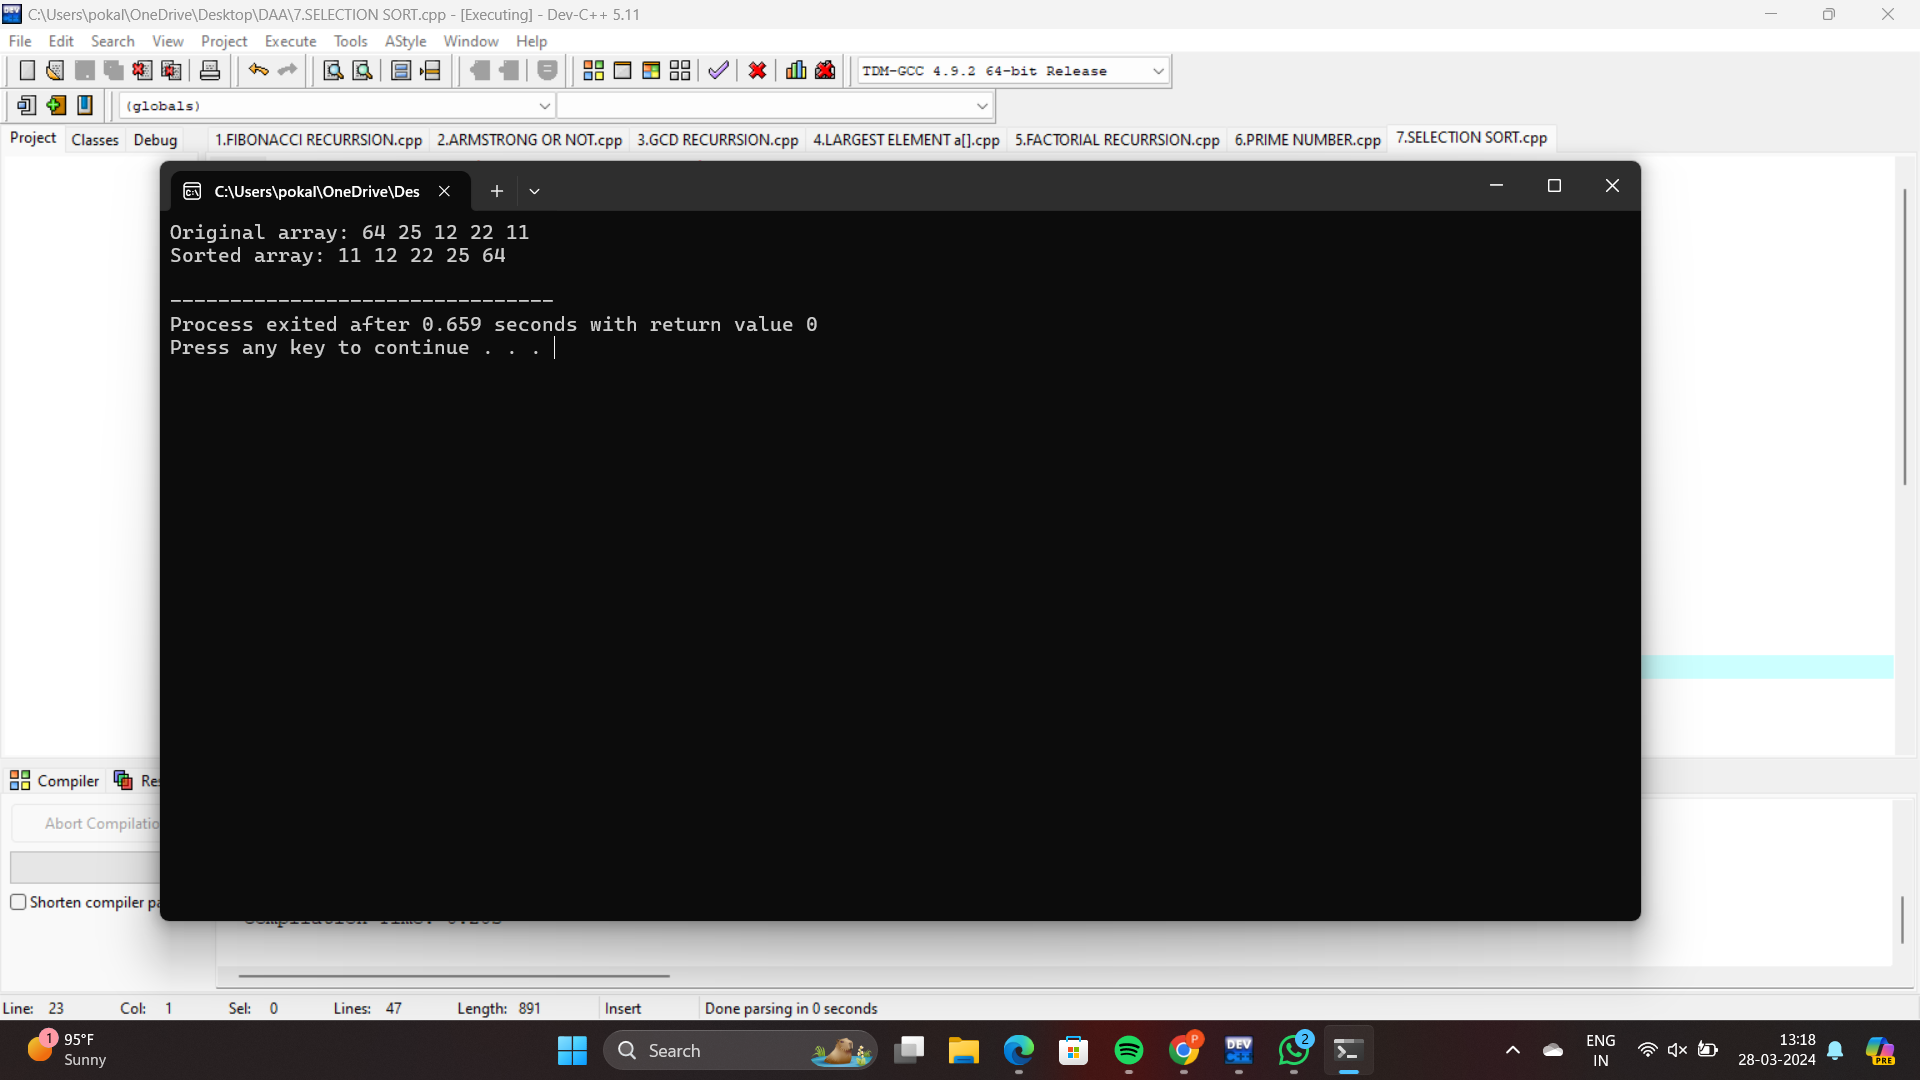 C:\Users\pokal\OneDrive\Desktop\DAA\7.SELECTION SORT.cpp - [Executing] - Dev-C++ 5.11
File Edit Search View Project Execute Tools AStyle Window Help
TDM-GCC 4.9.2 64-bit Release
(globals)
Project Classes Debug 1.FIBONACCI RECURRSION.cpp 2.ARMSTRONG OR NOT.cpp 3.GCD RECURRSION.cpp 4.LARGEST ELEMENT a[].cpp 5.FACTORIAL RECURRSION.cpp 6.PRIME NUMBER.cpp 7.SELECTION SORT.cpp
C:\Users\pokal\OneDrive\Des
Original array: 64 25 12 22 11
Sorted array: 11 12 22 25 64
--------------------------------
Process exited after 0.659 seconds with return value 0
Press any key to continue . . .
Compiler Res
Abort Compilatio
Shorten compiler pa
Line: 23 Col: 1 Sel: 0 Lines: 47 Length: 891 Insert Done parsing in 0 seconds
1 95°F
Sunny
Search
DEV
P
2
ENG
IN
13:18
28-03-2024
PRE